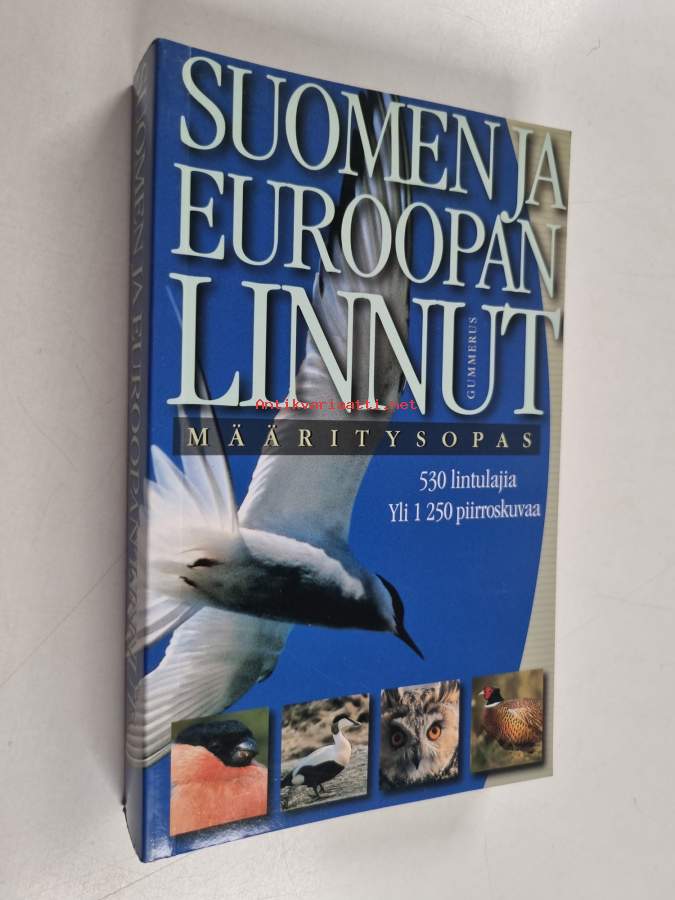 SUOMEN JA
EUROOPAN
LINNUT
GUMMERUS
Antikvariaatti.net
MÄÄRITYSOPAS
530 lintulajia
Yli 1 250 piirroskuvaa
SUOMEN JA EUROOPAN LINNUT